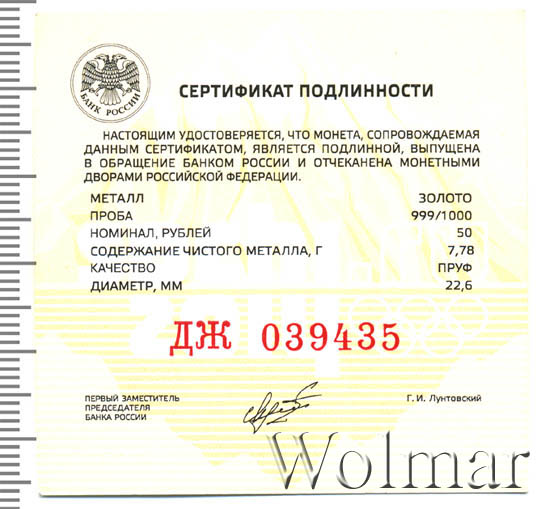 БАНК РОССИИ
СЕРТИФИКАТ ПОДЛИННОСТИ
НАСТОЯЩИМ УДОСТОВЕРЯЕТСЯ, ЧТО МОНЕТА, СОПРОВОЖДАЕМАЯ
ДАННЫМ СЕРТИФИКАТОМ, ЯВЛЯЕТСЯ ПОДЛИННОЙ, ВЫПУЩЕНА
В ОБРАЩЕНИЕ БАНКОМ РОССИИ И ОТЧЕКАНЕНА МОНЕТНЫМИ
ДВОРАМИ РОССИЙСКОЙ ФЕДЕРАЦИИ.
МЕТАЛЛ ЗОЛОТО
ПРОБА 999/1000
НОМИНАЛ, РУБЛЕЙ 50
СОДЕРЖАНИЕ ЧИСТОГО МЕТАЛЛА, Г 7,78
КАЧЕСТВО ПРУФ
ДИАМЕТР, ММ 22,6
ДЖ 039435
ПЕРВЫЙ ЗАМЕСТИТЕЛЬ
ПРЕДСЕДАТЕЛЯ
БАНКА РОССИИ
Г. И. Лунтовский
Wolmar